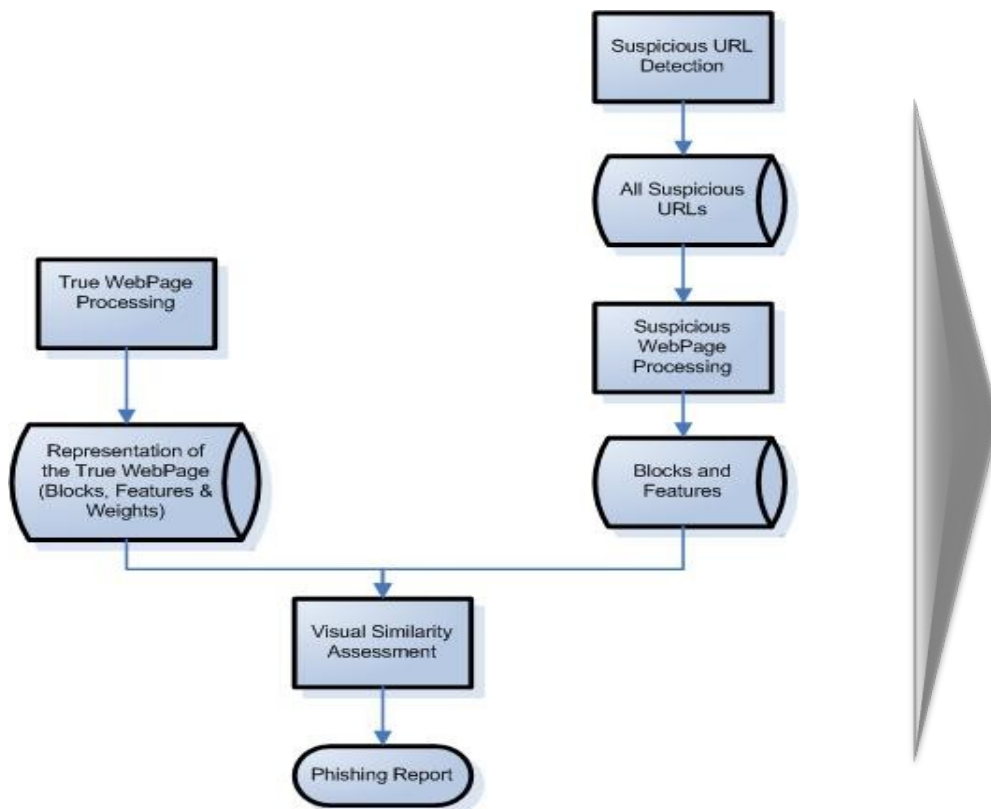 Suspicious URL
Detection
All Suspicious
URLs
True WebPage
Processing
Suspicious
WebPage
Processing
Representation of
the True WebPage
(Blocks, Features &
Weights)
Blocks and
Features
Visual Similarity
Assessment
Phishing Report